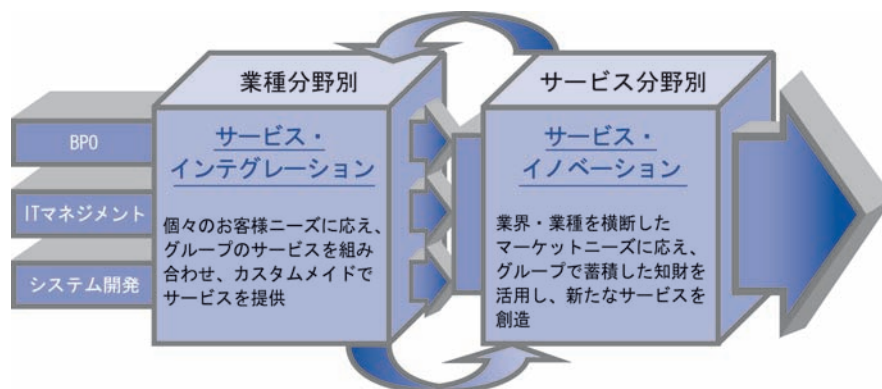 業種分野別
サービス分野別
BPO
ITマネジメント
システム開発
サービス・
インテグレーション
個々のお客様ニーズに応え、
グループのサービスを組み
合わせ、カスタムメイドで
サービスを提供
サービス・
イノベーション
業界・業種を横断した
マーケットニーズに応え、
グループで蓄積した知財を
活用し、新たなサービスを
創造